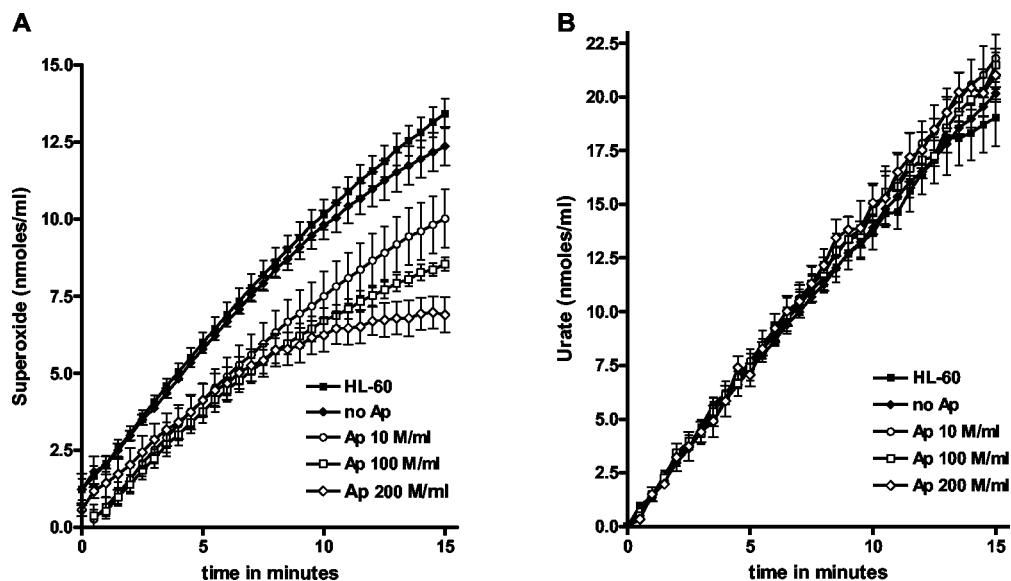 A
Superoxide (nmoles/ml)
15.0
12.5
10.0
7.5
5.0
2.5
0.0
HL-60
no Ap
Ap 10 M/ml
Ap 100 M/ml
Ap 200 M/ml
0
5
10
15
time in minutes
B
Urate (nmoles/ml)
22.5
20.0
17.5
15.0
12.5
10.0
7.5
5.0
2.5
0.0
HL-60
no Ap
Ap 10 M/ml
Ap 100 M/ml
Ap 200 M/ml
0
5
10
15
time in minutes